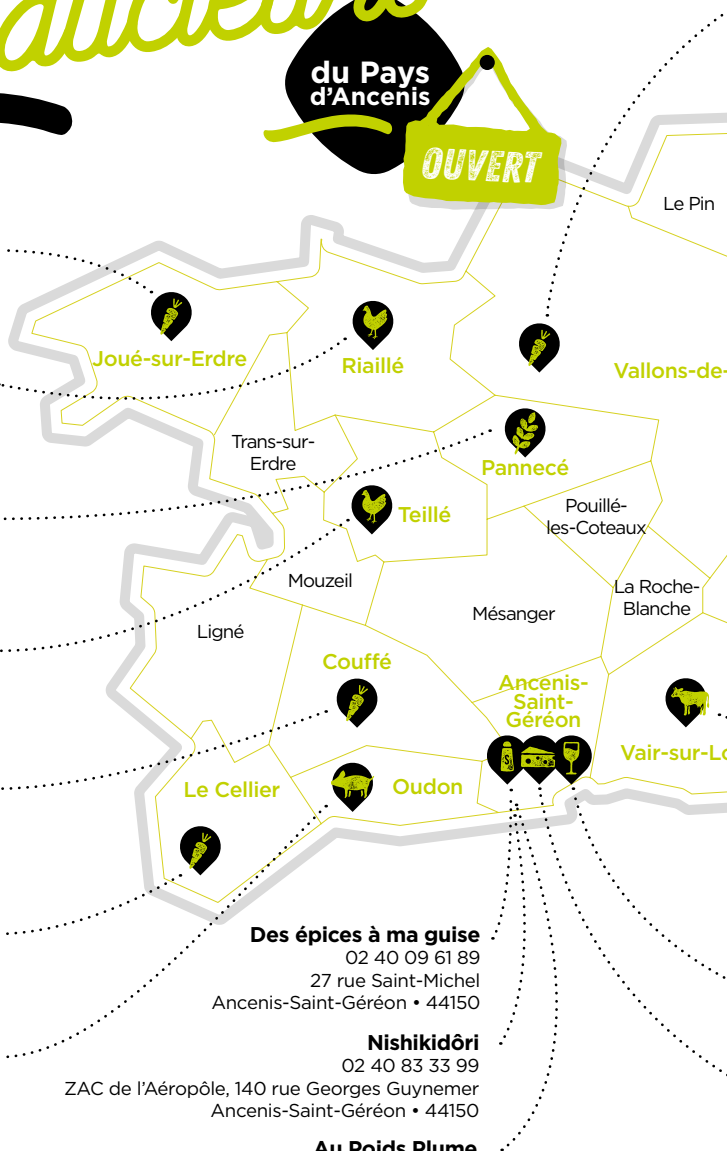 du Pays
d'Ancenis
OUVERT
Le Pin
Joué-sur-Erdre
Riaillé
Vallons-de-
Trans-sur-
Erdre
Pannecé
Teillé
Pouillé-
les-Coteaux
Mouzeil
La Roche-
Blanche
Mésanger
Ligné
Couffé
Ancenis-
Saint-
Géréon
Vair-sur-Lo
Le Cellier
Oudon
Des épices à ma guise
02 40 09 61 89
27 rue Saint-Michel
Ancenis-Saint-Géréon • 44150
Nishikidôri
02 40 83 33 99
ZAC de l'Aéropôle, 140 rue Georges Guynemer
Ancenis-Saint-Géréon • 44150
Au Poids Plume